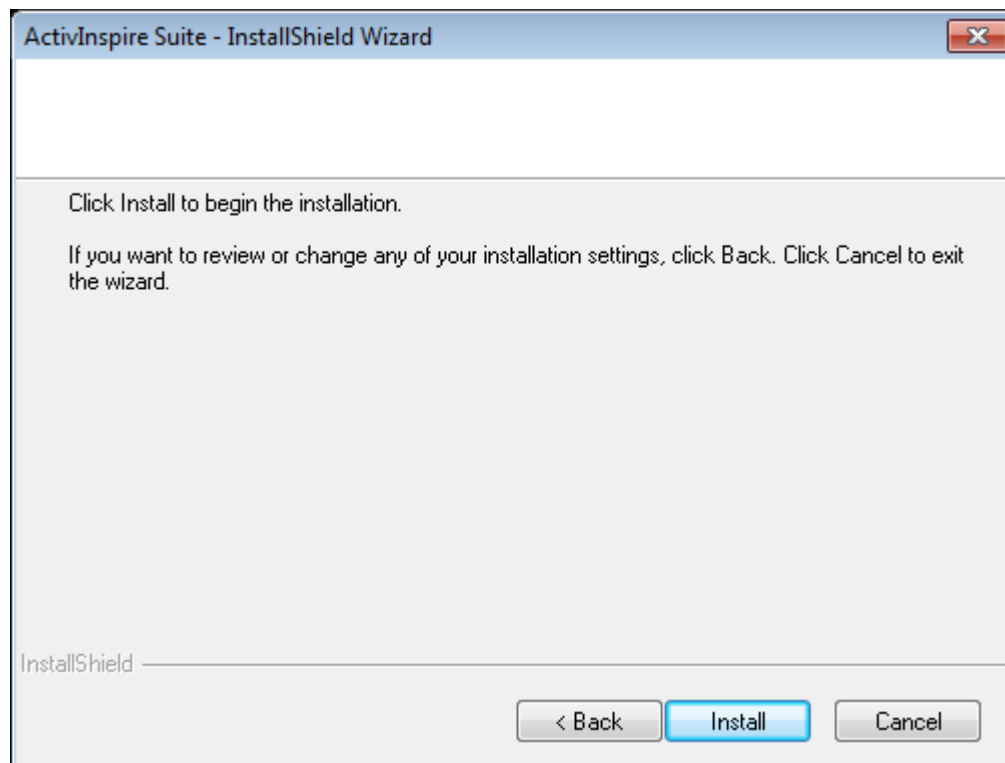 ActivInspire Suite - InstallShield Wizard
Click Install to begin the installation.
If you want to review or change any of your installation settings, click Back. Click Cancel to exit
the wizard.
InstallShield
< Back Install Cancel